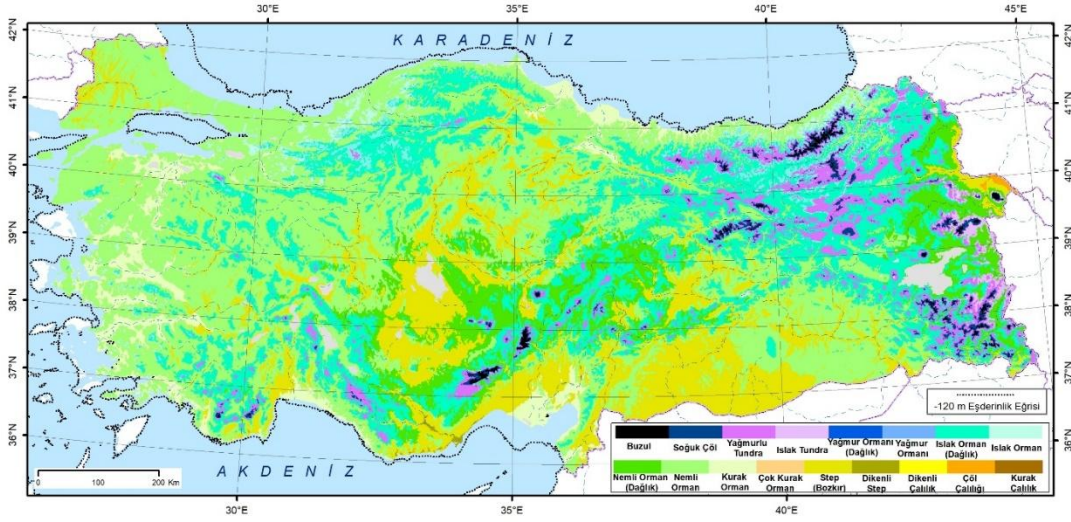 30°E 35°E 40°E 45°E
42°N 42°N
KARADENİZ
41°N 41°N
40°N 40°N
39°N 39°N
38°N 38°N
37°N 37°N
-120 m Eşderinlik Eğrisi
36°N 36°N
AKDENİZ
0 100 200 Km
Buzul
Soğuk Çöl
Yağmurlu
Tundra
Islak Tundra
Yağmur Ormanı
(Dağlık)
Yağmur
Ormanı
Islak Orman
(Dağlık)
Islak Orman
Nemli Orman
(Dağlık)
Nemli
Orman
Kurak
Orman
Çok Kurak
Orman
Step
(Bozkır)
Dikenli
Step
Dikenli
Çalılık
Çöl
Çalılığı
Kurak
Çalılık
30°E 35°E 40°E